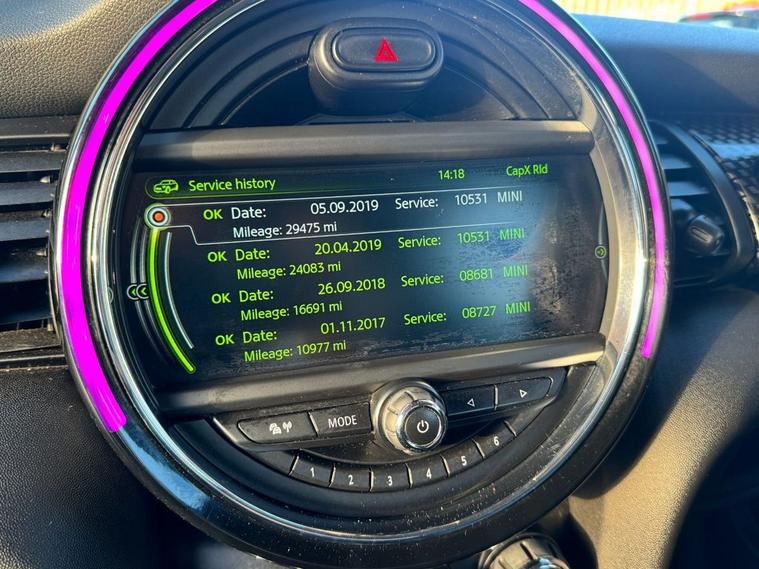 Service history 14:18 CapX Rld
OK Date: 05.09.2019 Service: 10531 MINI
Mileage: 29475 mi
OK Date: 20.04.2019 Service: 10531 MINI
Mileage: 24083 mi
OK Date: 26.09.2018 Service: 08681 MINI
Mileage: 16691 mi
OK Date: 01.11.2017 Service: 08727 MINI
Mileage: 10977 mi
MODE
1 2 3 4 5 6